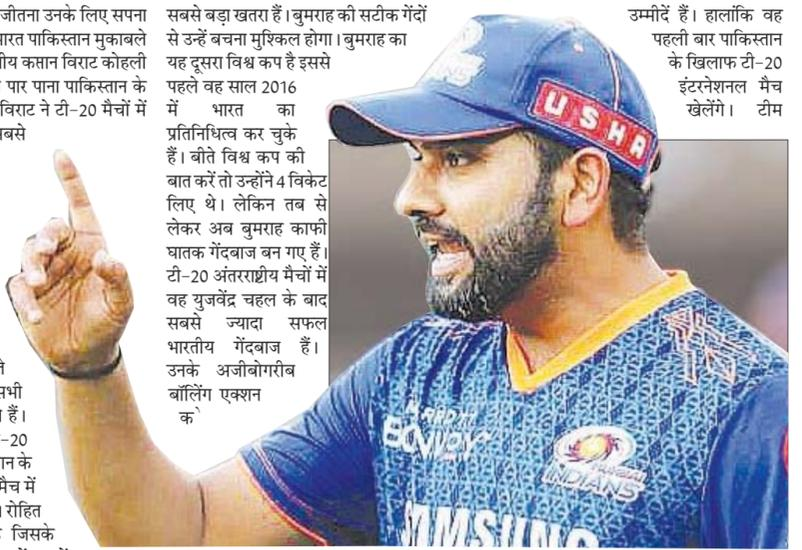 जीतना उनके लिए सपना
पाकिस्तान मुकाबले
कप्तान विराट कोहली
पार पाना पाकिस्तान के
विराट ने टी-20 मैचों में
सबसे बड़ा खतरा हैं। बुमराह की सटीक गेंदों
से उन्हें बचना मुश्किल होगा। बुमराह का
यह दूसरा विश्व कप है इससे
पहले वह साल 2016
में भारत का
प्रतिनिधित्व कर चुके
हैं। बीते विश्व कप की
बात करें तो उन्होंने 4 विकेट
लिए थे। लेकिन तब से
लेकर अब बुमराह काफी
घातक गेंदबाज बन गए हैं।
टी-20 अंतरराष्ट्रीय मैचों में
वह युजवेंद्र चहल के बाद
सबसे ज्यादा सफल
भारतीय गेंदबाज हैं।
उनके अजीबोगरीब
बॉलिंग एक्शन
उम्मीदें हैं। हालांकि वह
पहली बार पाकिस्तान
के खिलाफ टी-20
इंटरनेशनल मैच
खेलेंगे। टीम
हैं।
-20
के
मैच में
रोहित
जिसके
USHA
INDIANS
SAMSUNG